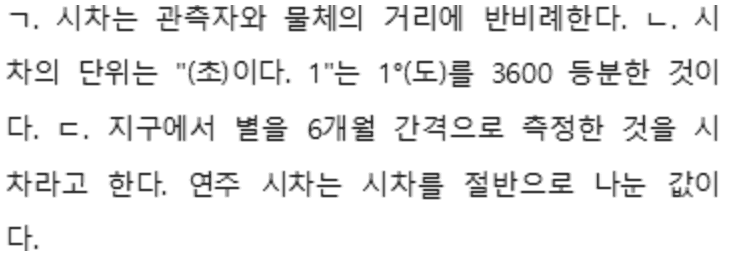 ㄱ. 시차는 관측자와 물체의 거리에 반비례한다. ㄴ. 시
차의 단위는 "(초)이다. 1"는 1°(도)를 3600 등분한 것이
다. ㄷ. 지구에서 별을 6개월 간격으로 측정한 것을 시
차라고 한다. 연주 시차는 시차를 절반으로 나눈 값이
다.